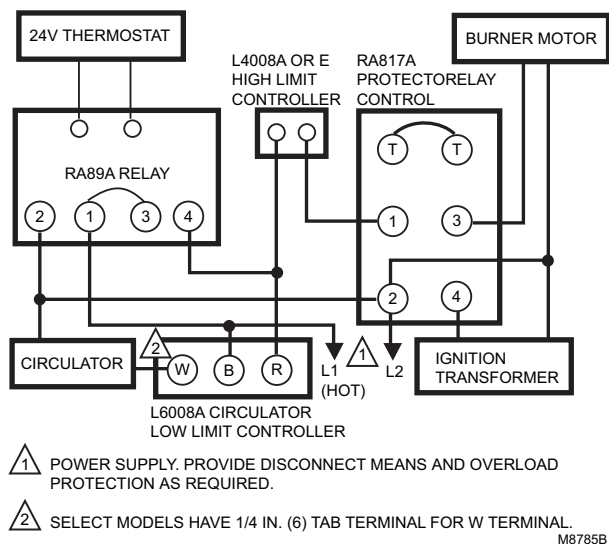 24V THERMOSTAT
L4008A OR E
HIGH LIMIT
CONTROLLER
RA817A
PROTECTORELAY
CONTROL
BURNER MOTOR
RA89A RELAY
T T
2 1 3 4
1 3
2 4
CIRCULATOR
2
W B R
L1
(HOT)
1
L2
IGNITION
TRANSFORMER
L6008A CIRCULATOR
LOW LIMIT CONTROLLER
1 POWER SUPPLY. PROVIDE DISCONNECT MEANS AND OVERLOAD
PROTECTION AS REQUIRED.
2 SELECT MODELS HAVE 1/4 IN. (6) TAB TERMINAL FOR W TERMINAL.
M8785B